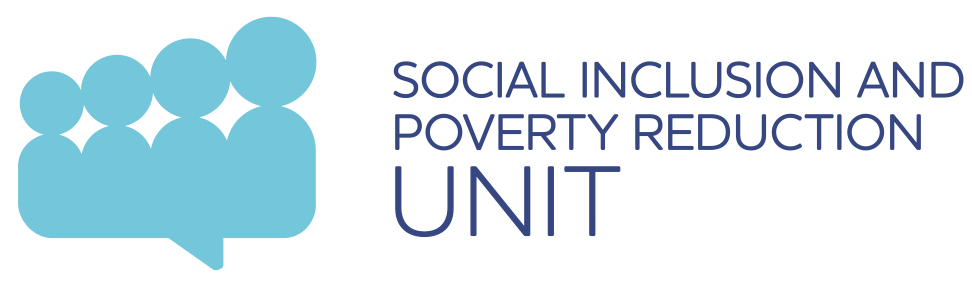 SOCIAL INCLUSION AND
POVERTY REDUCTION
UNIT